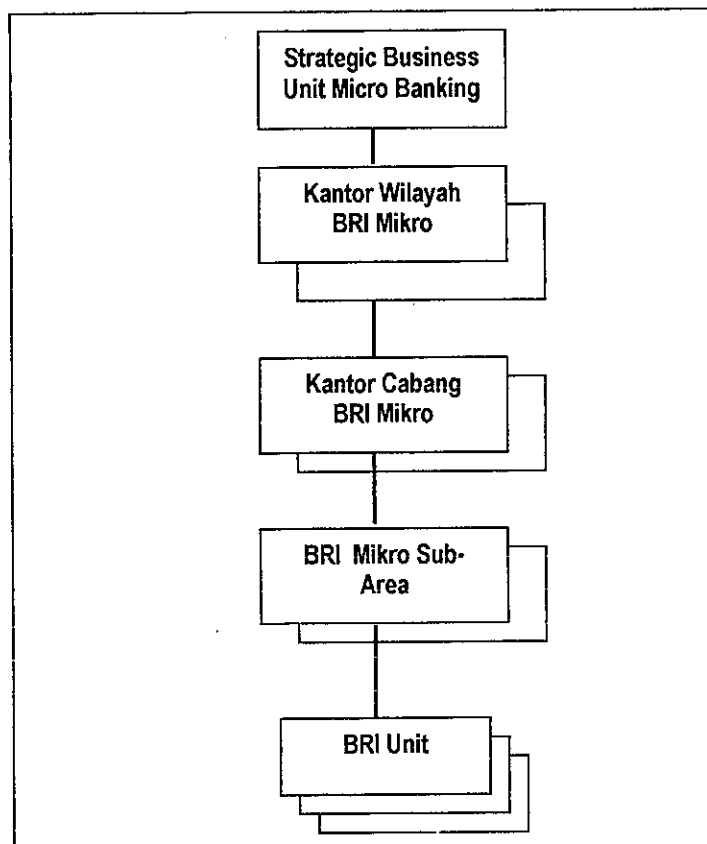 Strategic Business
Unit Micro Banking
Kantor Wilayah
BRI Mikro
Kantor Cabang
BRI Mikro
BRI Mikro Sub-
Area
BRI Unit